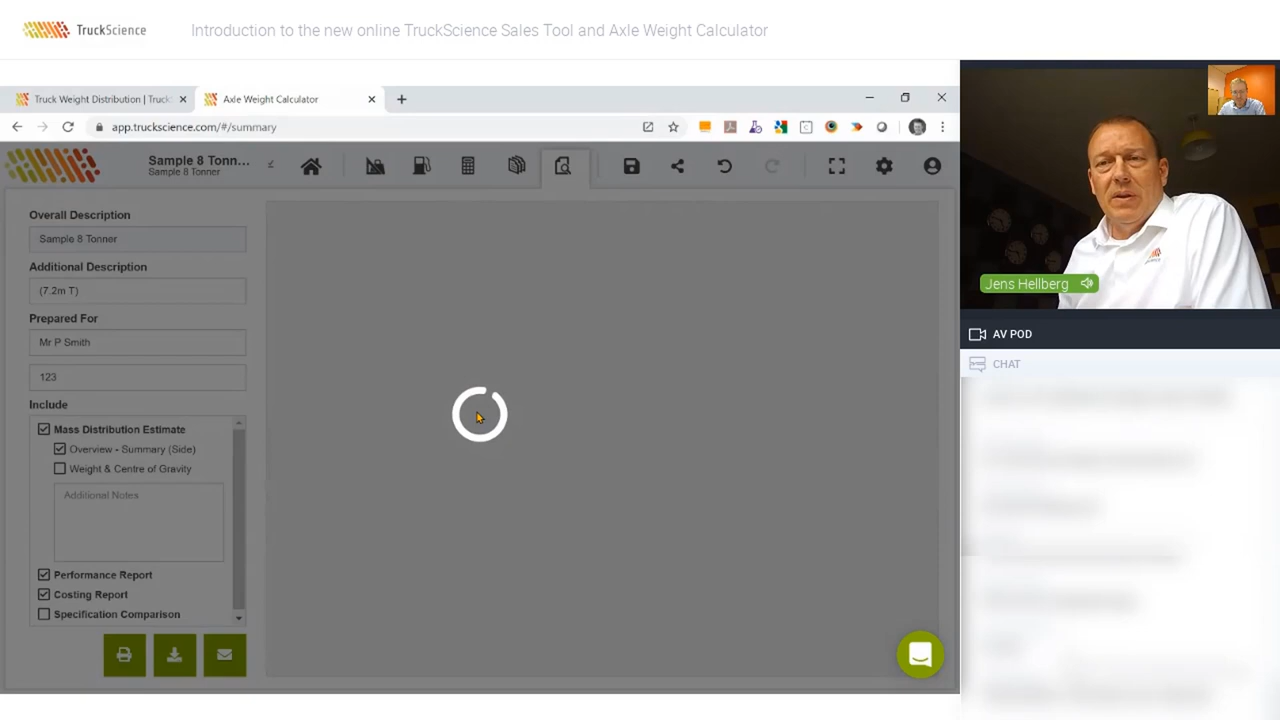 TruckScience
Introduction to the new online TruckScience Sales Tool and Axle Weight Calculator
Truck Weight Distribution | Truck
Axle Weight Calculator
app.truckscience.com/#/summary
Sample 8 Tonn...
Sample 8 Tonner
Overall Description
Sample 8 Tonner
Additional Description
(7.2m T)
Prepared For
Mr P Smith
123
Include
Mass Distribution Estimate
Overview - Summary (Side)
Weight & Centre of Gravity
Additional Notes
Performance Report
Costing Report
Specification Comparison
Jens Hellberg
AV POD
CHAT